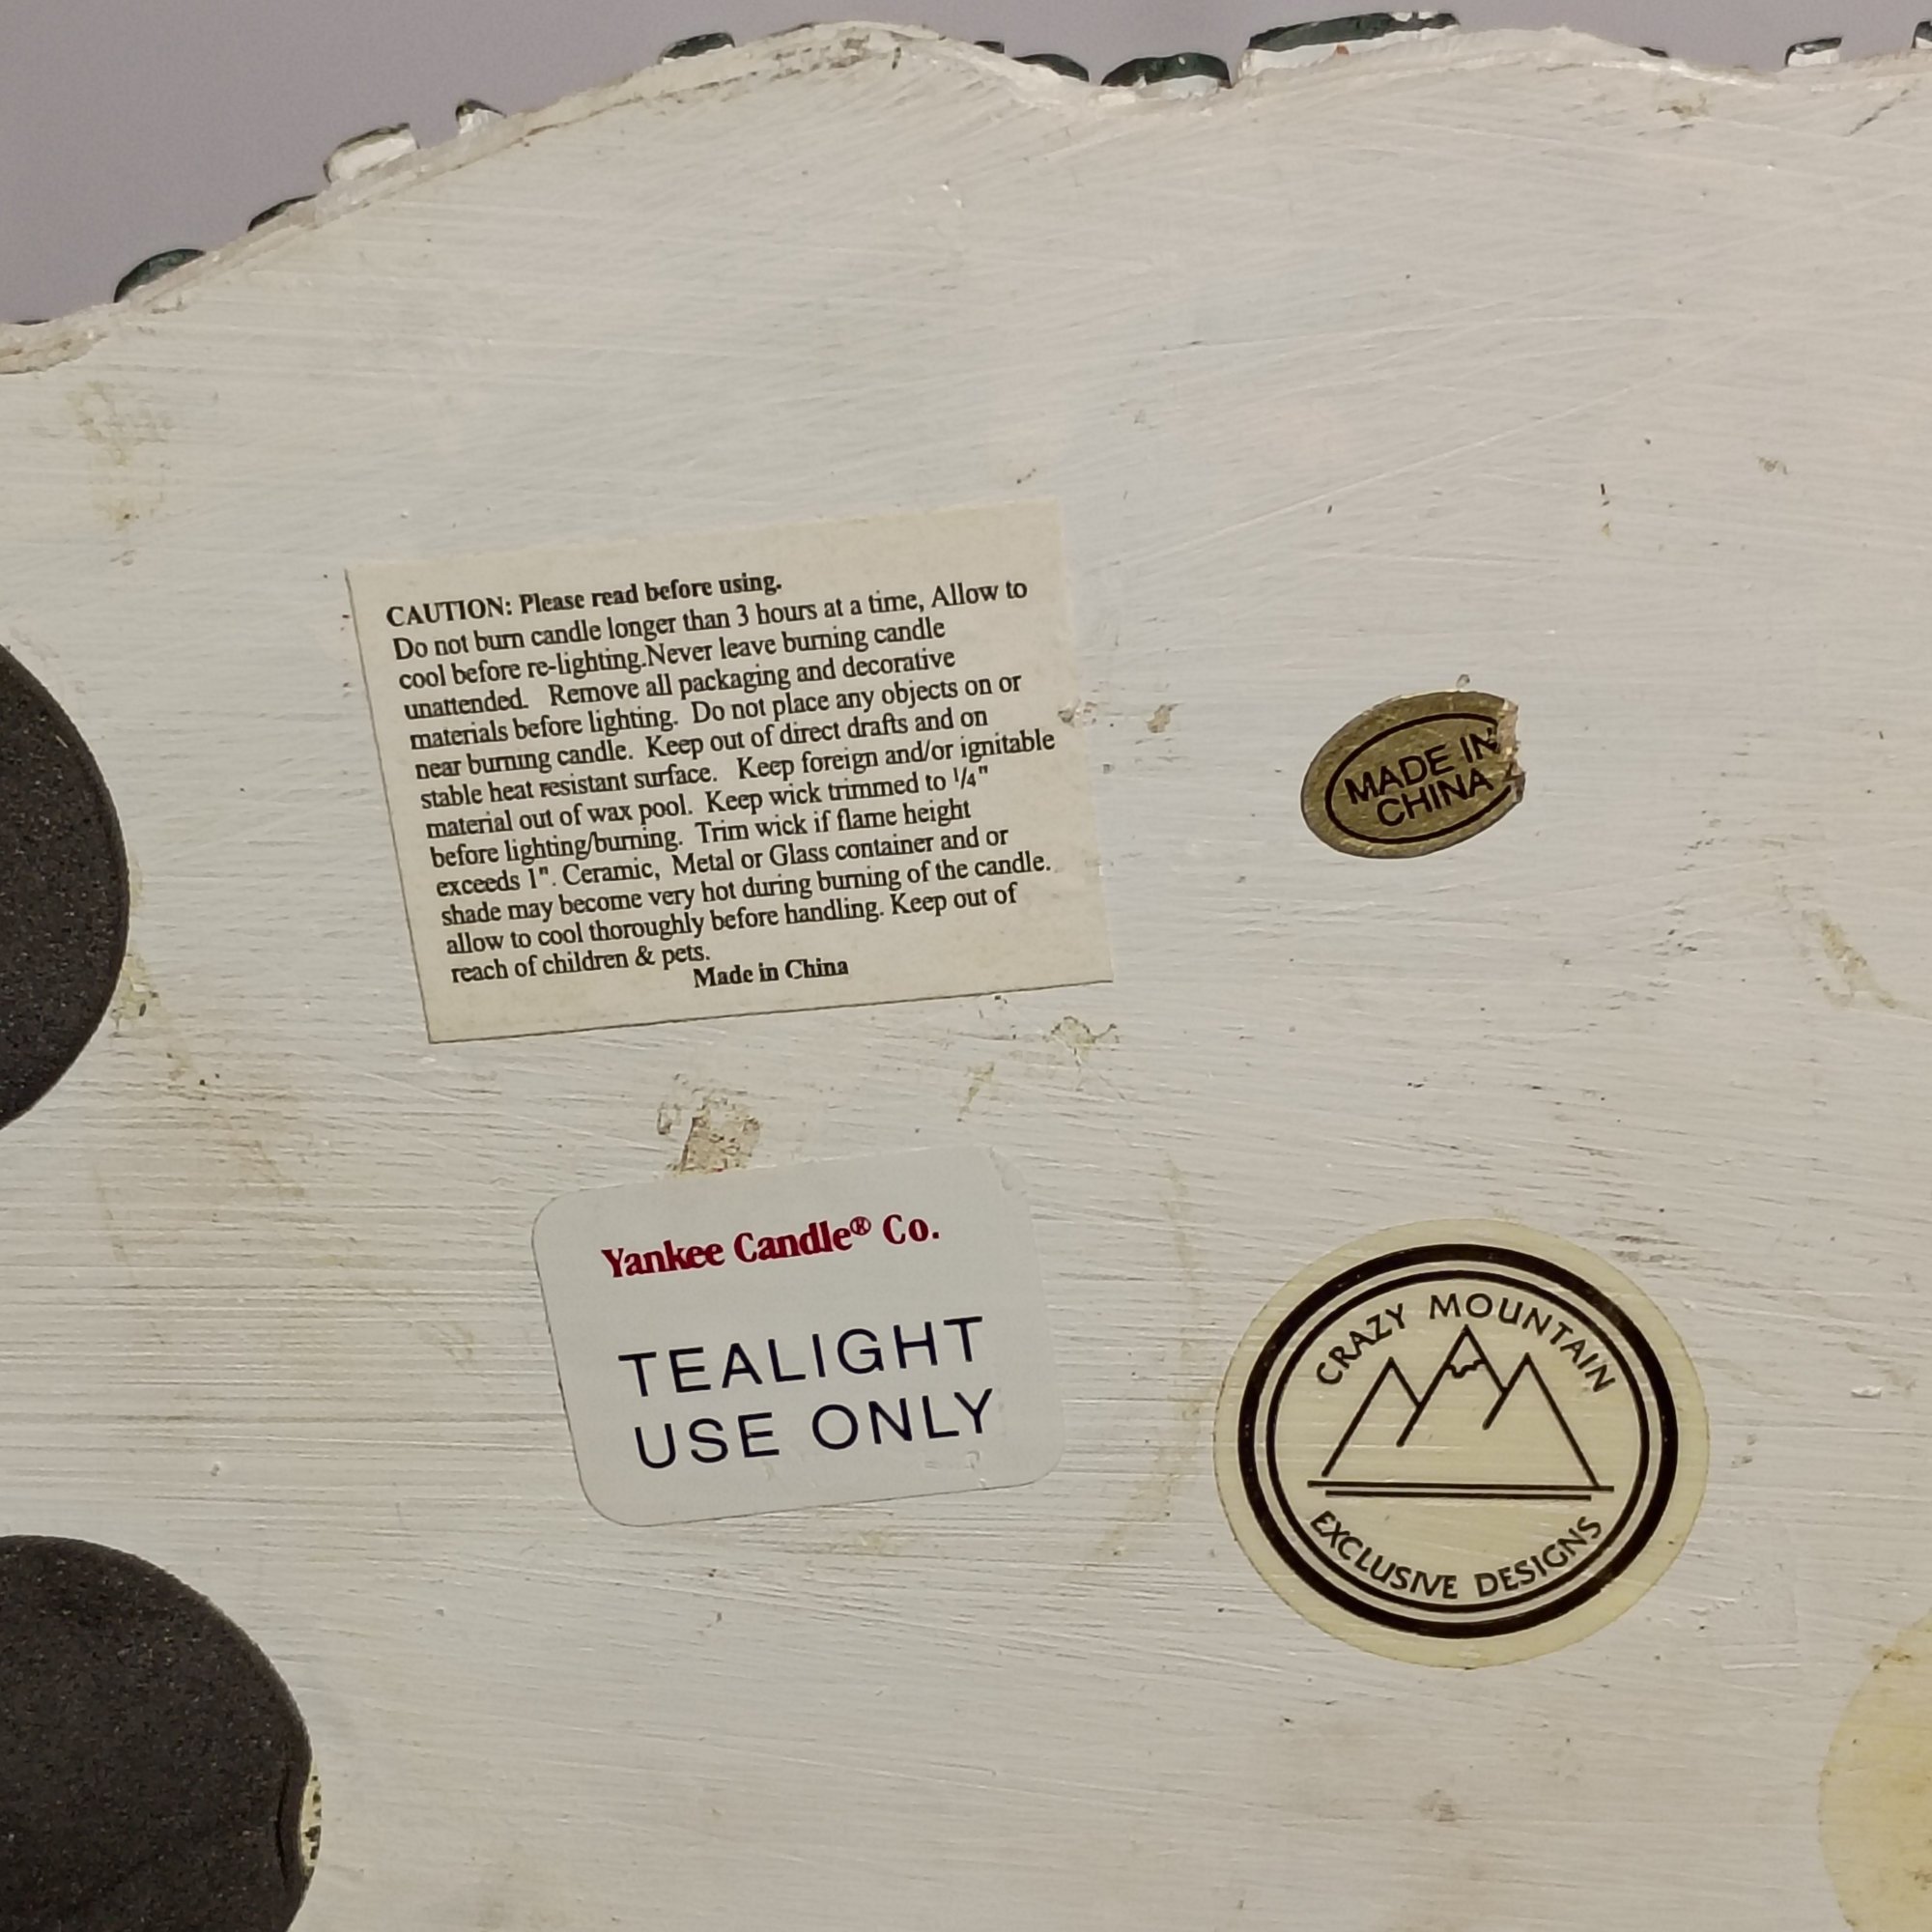 CAUTION: Please read before using.
Do not burn candle longer than 3 hours at a time, Allow to
cool before re-lighting.Never leave burning candle
unattended. Remove all packaging and decorative
materials before lighting. Do not place any objects on or
near burning candle. Keep out of direct drafts and on
stable heat resistant surface. Keep foreign and/or ignitable
material out of wax pool. Keep wick trimmed to 1/4"
before lighting/burning. Trim wick if flame height
exceeds 1". Ceramic, Metal or Glass container and or
shade may become very hot during burning of the candle.
allow to cool thoroughly before handling. Keep out of
reach of children & pets.
Made in China
MADE IN
CHINA
Yankee Candle® Co.
TEALIGHT
USE ONLY
CRAZY MOUNTAIN
EXCLUSIVE DESIGNS